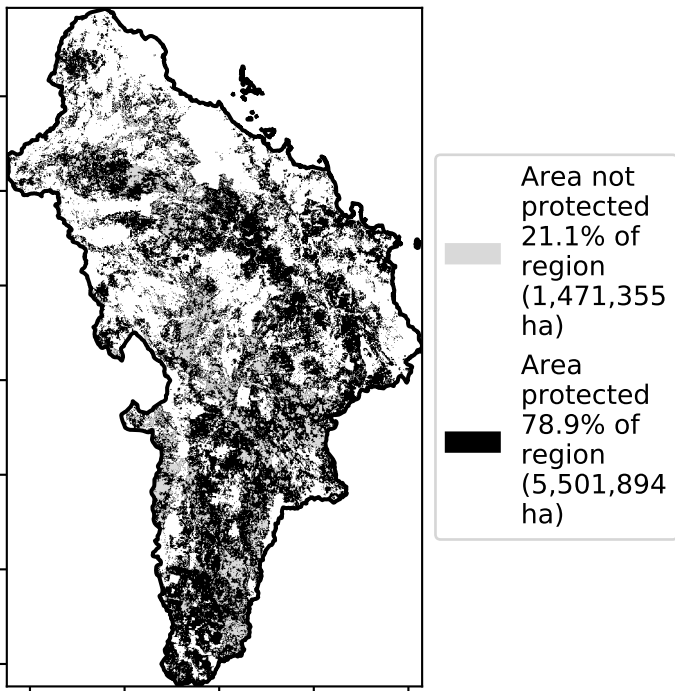 Area not
protected
21.1% of
region
(1,471,355
ha)
Area
protected
78.9% of
region
(5,501,894
ha)